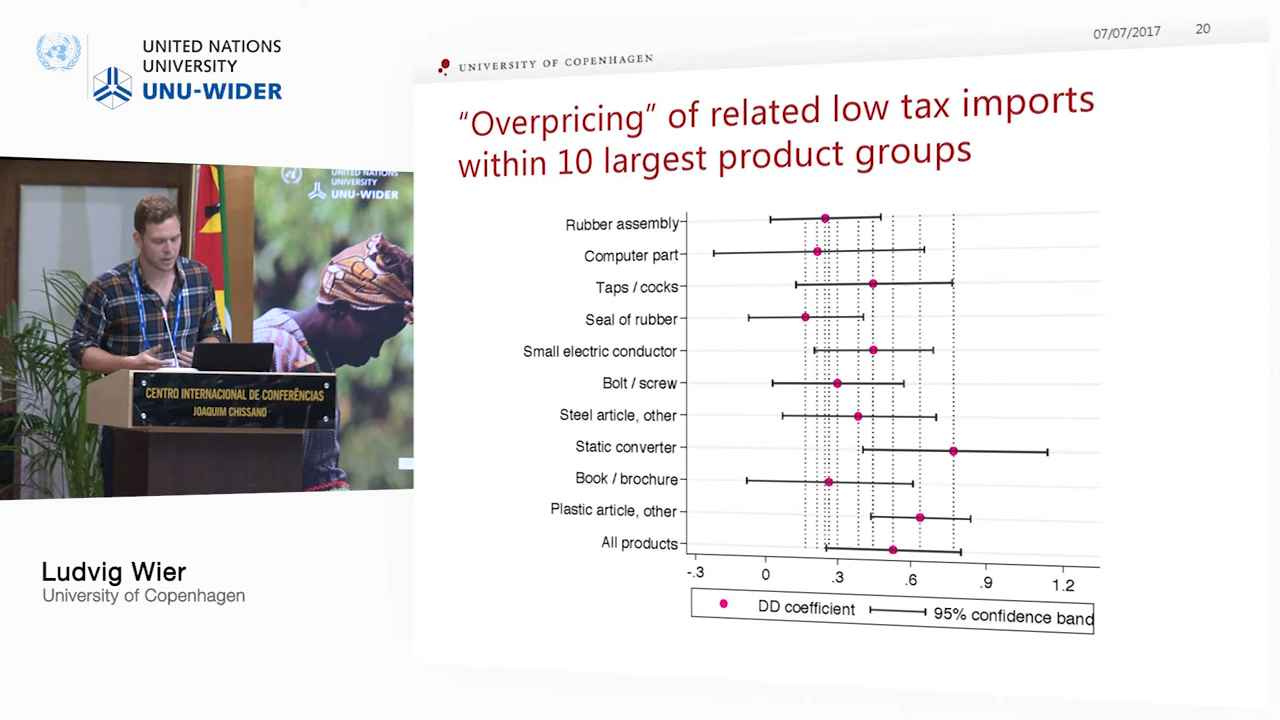 UNITED NATIONS
UNIVERSITY
UNU-WIDER
UNIVERSITY OF COPENHAGEN
07/07/2017
20
"Overpricing" of related low tax imports
within 10 largest product groups
Rubber assembly
Computer part
Taps / cocks
Seal of rubber
Small electric conductor
Bolt / screw
Steel article, other
Static converter
Book / brochure
Plastic article, other
All products
-.3 0 .3 .6 .9 1.2
DD coefficient
95% confidence band
UNITED NATIONS
UNIVERSITY
UNU-WIDER
CENTRO INTERNACIONAL DE CONFERÊNCIAS
JOAQUIM CHISSANO
Ludvig Wier
University of Copenhagen